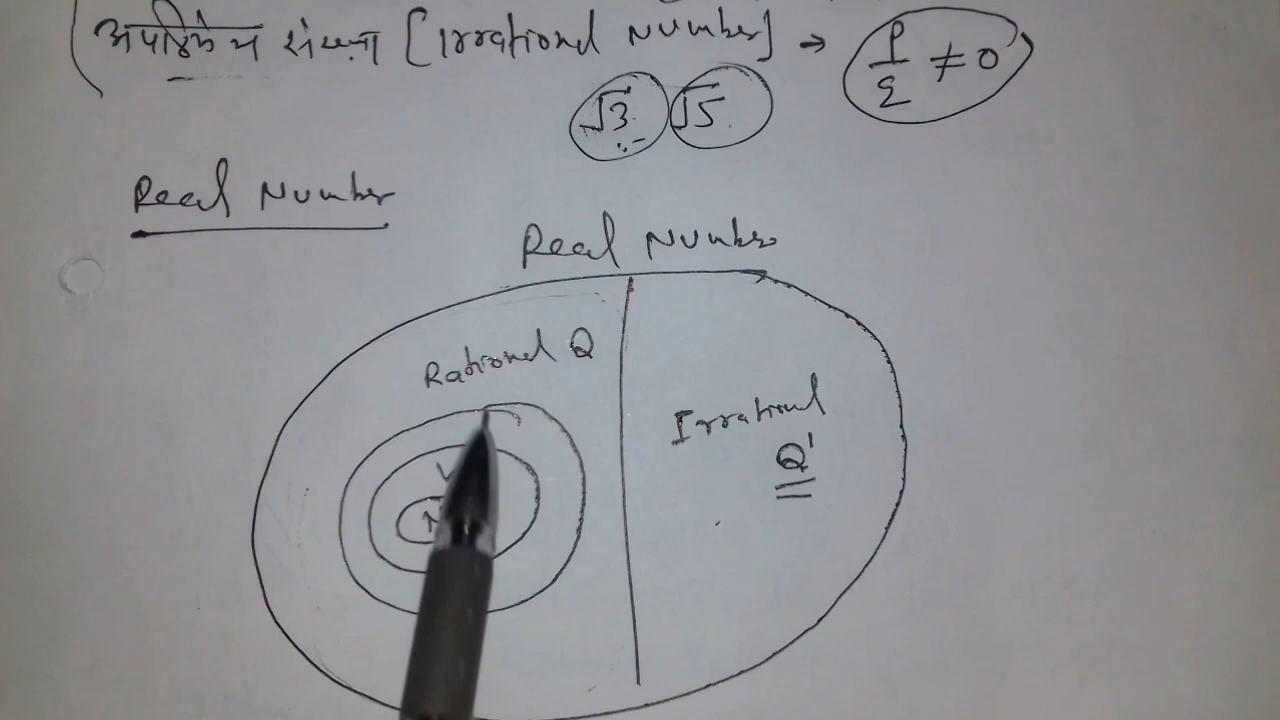 अपरिमेय संख्या [Irrational Number] → p/q ≠ 0
√3 √5
Real Number
Real Number
Rational Q
Irrational
Q'
N